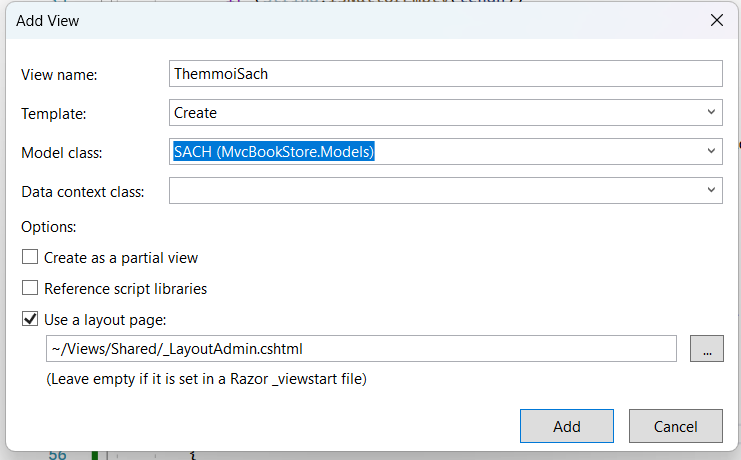 Add View
View name:
ThemmoiSach
Template:
Create
Model class:
SACH (MvcBookStore.Models)
Data context class:
Options:
Create as a partial view
Reference script libraries
Use a layout page:
~/Views/Shared/_LayoutAdmin.cshtml
...
(Leave empty if it is set in a Razor _viewstart file)
Add
Cancel
56
{